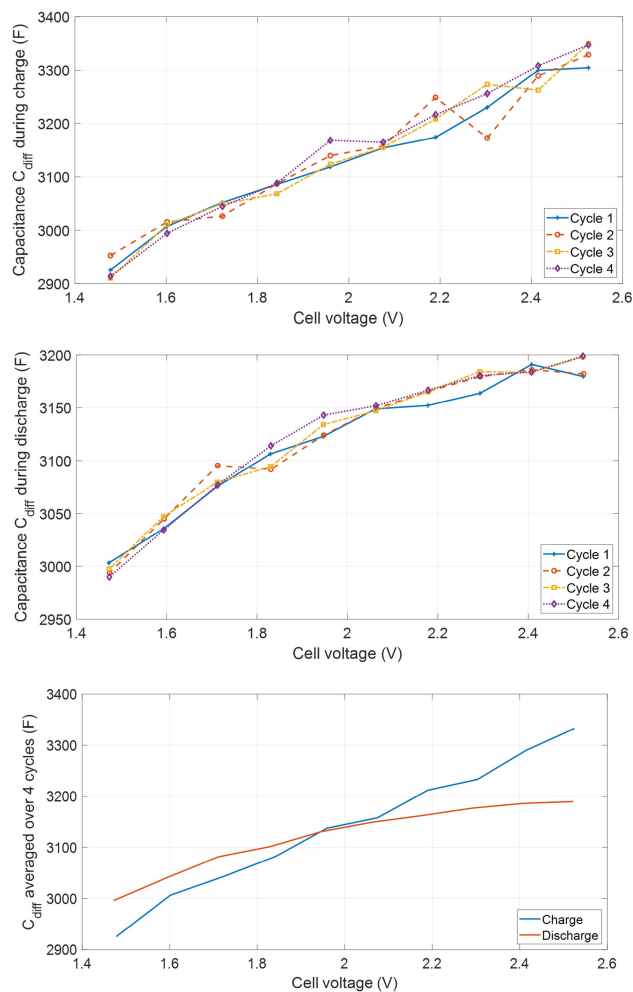 Capacitance C_diff during charge (F)
3400
3300
3200
3100
3000
2900
1.4 1.6 1.8 2 2.2 2.4 2.6
Cell voltage (V)
Cycle 1
Cycle 2
Cycle 3
Cycle 4
Capacitance C_diff during discharge (F)
3200
3150
3100
3050
3000
2950
1.4 1.6 1.8 2 2.2 2.4 2.6
Cell voltage (V)
Cycle 1
Cycle 2
Cycle 3
Cycle 4
C_diff averaged over 4 cycles (F)
3400
3300
3200
3100
3000
2900
1.4 1.6 1.8 2 2.2 2.4 2.6
Cell voltage (V)
Charge
Discharge